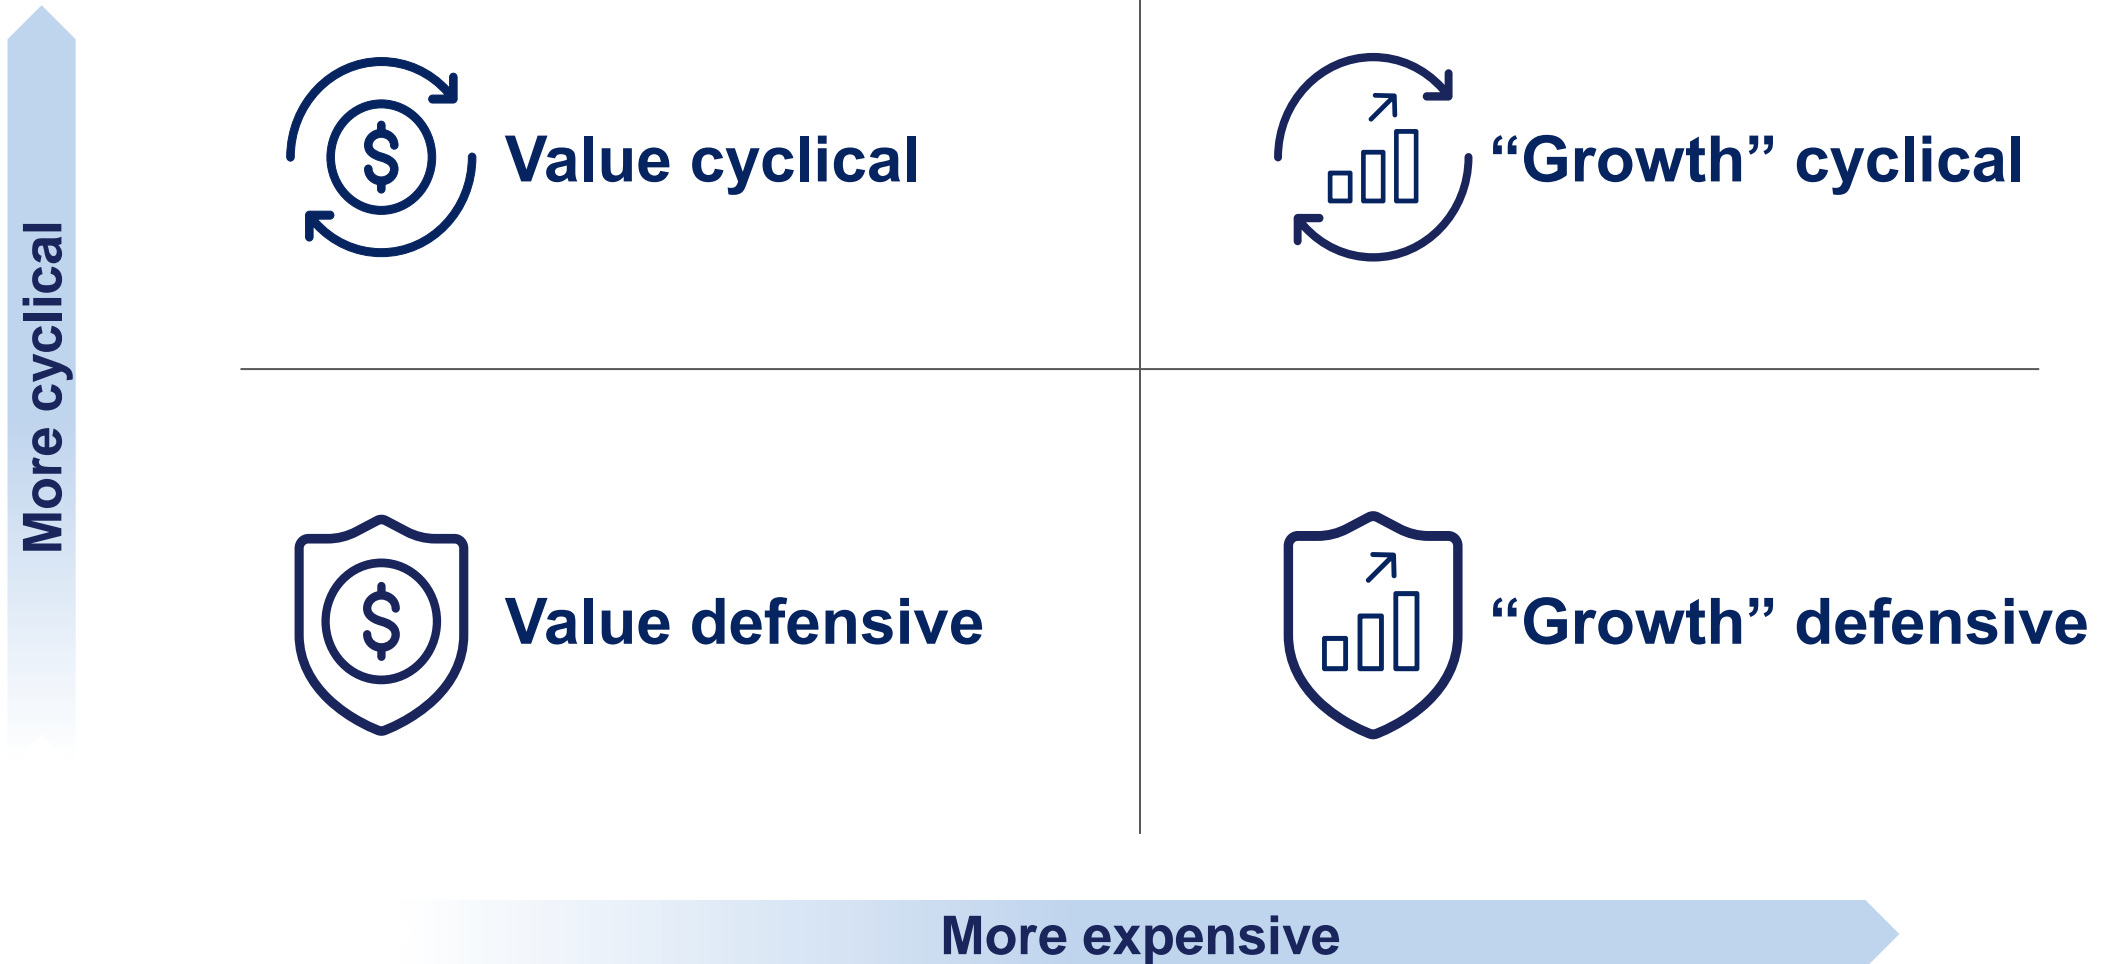 More cyclical
$
Value cyclical
“Growth” cyclical
$
Value defensive
“Growth” defensive
More expensive